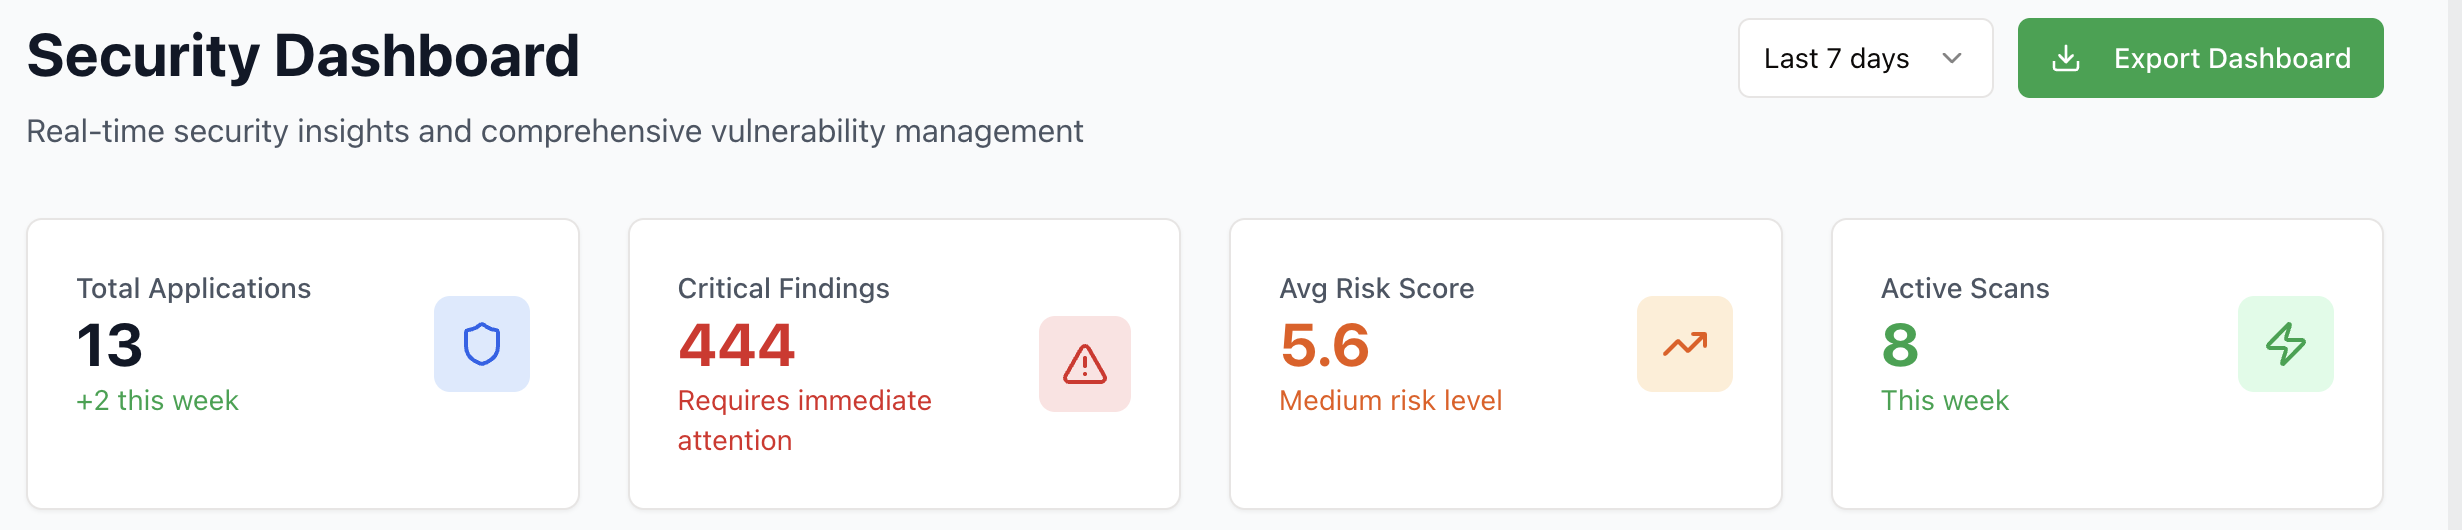 Security Dashboard
Last 7 days
Export Dashboard
Real-time security insights and comprehensive vulnerability management
Total Applications
13
+2 this week
Critical Findings
444
Requires immediate
attention
Avg Risk Score
5.6
Medium risk level
Active Scans
8
This week